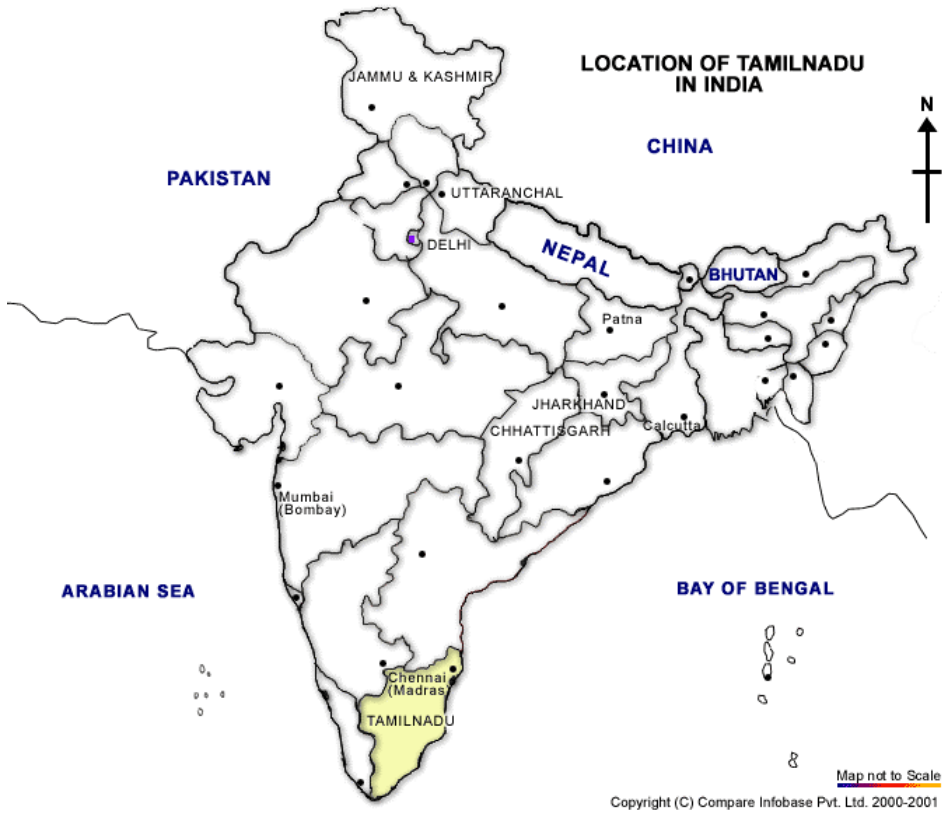 LOCATION OF TAMILNADU
IN INDIA
JAMMU & KASHMIR
N
CHINA
PAKISTAN
UTTARANCHAL
DELHI
NEPAL
BHUTAN
Patna
JHARKHAND
CHHATTISGARH
Calcutta
Mumbai
(Bombay)
ARABIAN SEA
BAY OF BENGAL
Chennai
(Madras)
TAMILNADU
Map not to Scale
Copyright (C) Compare Infobase Pvt. Ltd. 2000-2001